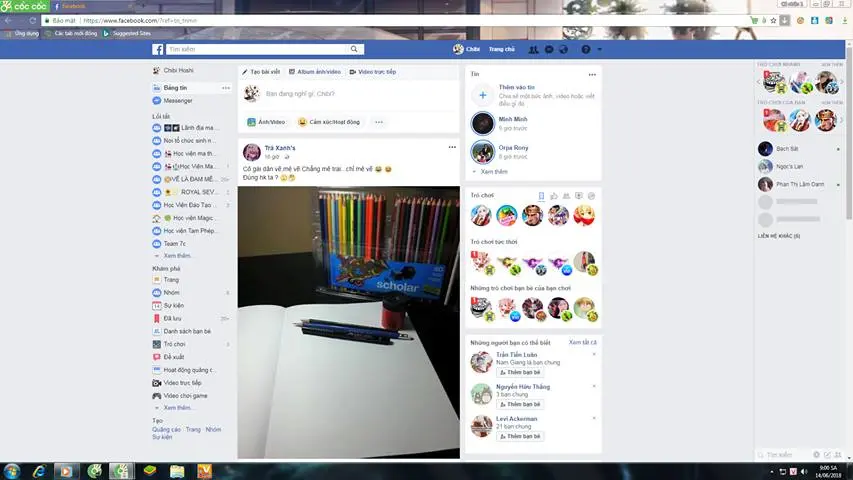 cốc cốc
Facebook
Bảo mật
https://www.facebook.com/?ref=tn_tnmn
Ứng dụng
Các tab mới đóng
Suggested Sites
Tìm kiếm
Chibi
Trang chủ
Chibi Hoshi
Bảng tin
Messenger
Lối tắt
Lãnh địa ma...
Nơi tổ chức sinh n...
Học viện ma th...
Học Viện Ma...
VẼ LÀ ĐAM MÊ...
ROYAL SEV...
Học Viện Đào Tạo...
Học viện Magic...
Học viện Tam Phép...
Team 7c
Xem thêm...
Khám phá
Trang
Nhóm
Sự kiện
Đã lưu
Danh sách bạn bè
Trò chơi
Đề xuất
Hoạt động quảng c...
Video trực tiếp
Video chơi game
Xem thêm...
Tạo
Quảng cáo · Trang · Nhóm
Sự kiện
Tạo bài viết
Album ảnh/video
Video trực tiếp
Bạn đang nghĩ gì, Chibi?
Ảnh/Video
Cảm xúc/Hoạt động
Trà Xanh's
Cô gái dần về mê vẽ Chẳng mê trai...chỉ mê vẽ
Đúng hk ta ?
scholar
Tin
Thêm vào tin
Chia sẻ một bức ảnh, video hoặc viết
điều gì đó
Minh Minh
9 giờ trước
Orpa Rony
8 giờ trước
Xem thêm
Trò chơi
Trò chơi tức thời
Những trò chơi bạn bè của bạn chơi
Những người bạn có thể biết
Xem tất cả
Trần Tiến Luân
Nam Giang là bạn chung
Thêm bạn bè
Nguyễn Hữu Thắng
3 bạn chung
Thêm bạn bè
Levi Ackerman
21 bạn chung
Thêm bạn bè
TRÒ CHƠI NHANH
XEM THÊM
TRÒ CHƠI CỦA BẠN
XEM THÊM
Bạch Sát
Ngọc's Lan
Phan Thị Lâm Danh
LIÊN HỆ KHÁC (6)
Tìm kiếm
9:00 SA
14/06/2018